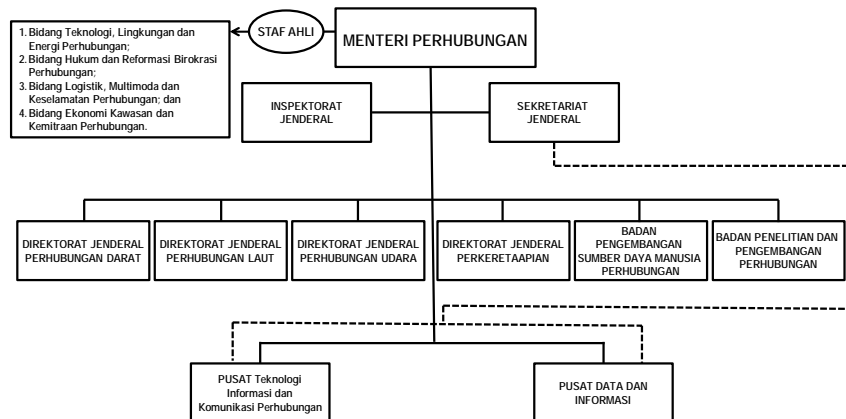 1. Bidang Teknologi, Lingkungan dan
Energi Perhubungan;
2. Bidang Hukum dan Reformasi Birokrasi
Perhubungan;
3. Bidang Logistik, Multimoda dan
Keselamatan Perhubungan; dan
4. Bidang Ekonomi Kawasan dan
Kemitraan Perhubungan.
STAF AHLI
MENTERI PERHUBUNGAN
INSPEKTORAT
JENDERAL
SEKRETARIAT
JENDERAL
DIREKTORAT JENDERAL
PERHUBUNGAN DARAT
DIREKTORAT JENDERAL
PERHUBUNGAN LAUT
DIREKTORAT JENDERAL
PERHUBUNGAN UDARA
DIREKTORAT JENDERAL
PERKERETAAPIAN
BADAN
PENGEMBANGAN
SUMBER DAYA MANUSIA
PERHUBUNGAN
BADAN PENELITIAN DAN
PENGEMBANGAN
PERHUBUNGAN
PUSAT Teknologi
Informasi dan
Komunikasi Perhubungan
PUSAT DATA DAN
INFORMASI